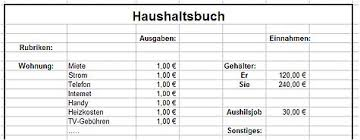 Haushaltsbuch
Ausgaben: Einnahmen:
Rubriken:
Wohnung: Miete 1,00 € Gehälter:
Strom 1,00 € Er 120,00 €
Telefon 1,00 € Sie 240,00 €
Internet 1,00 €
Handy 1,00 €
Heizkosten 1,00 € Aushilsjob 30,00 €
TV-Gebühren 1,00 €
..... Sonstiges: